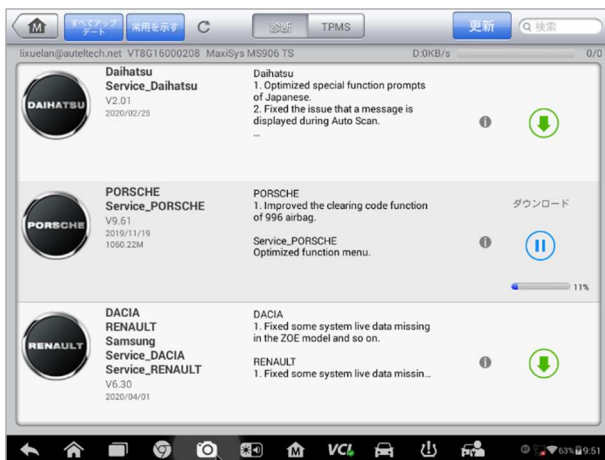 すべてアップ
デート
常用を示す
診断
TPMS
更新
検索
lixuelan@auteltech.net VT8G16000208 MaxiSys MS906 TS
D:0KB/s
0/0
DAIHATSU
Daihatsu
Service_Daihatsu
V2.01
2020/02/25
Daihatsu
1. Optimized special function prompts
of Japanese.
2. Fixed the issue that a message is
displayed during Auto Scan.
...
PORSCHE
PORSCHE
Service_PORSCHE
V9.61
2019/11/19
1060.22M
PORSCHE
1. Improved the clearing code function
of 996 airbag.
Service_PORSCHE
Optimized function menu.
ダウンロード
11%
RENAULT
DACIA
RENAULT
Samsung
Service_DACIA
Service_RENAULT
V6.30
2020/04/01
DACIA
1. Fixed some system live data missing
in the ZOE model and so on.
RENAULT
1. Fixed some system live data missin...
VCI
63%
9:51